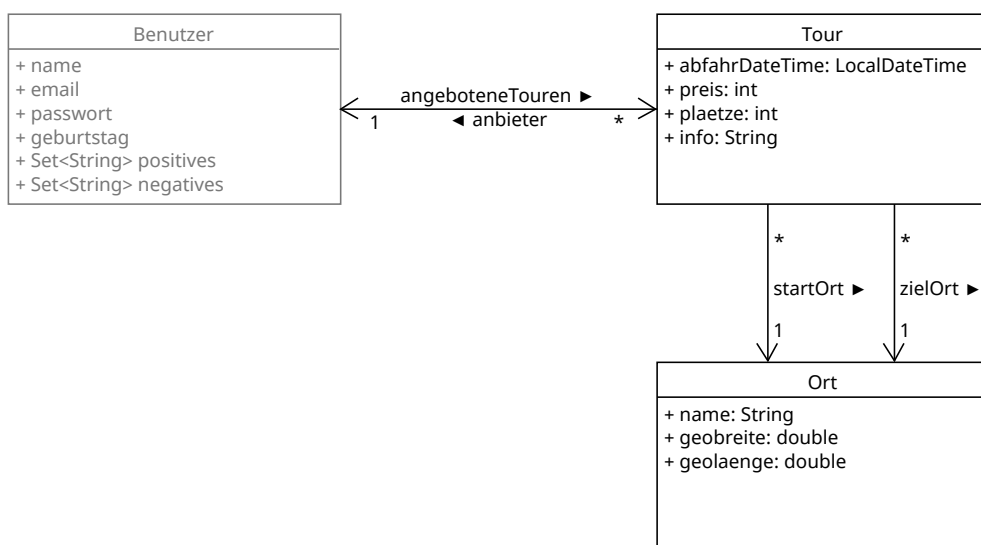 Benutzer
+ name
+ email
+ passwort
+ geburtstag
+ Set<String> positives
+ Set<String> negatives
angeboteneTouren ►
1
◄ anbieter
*
Tour
+ abfahrDateTime: LocalDateTime
+ preis: int
+ plaetze: int
+ info: String
*
*
startOrt ►
zielOrt ►
1
1
Ort
+ name: String
+ geobreite: double
+ geolaenge: double